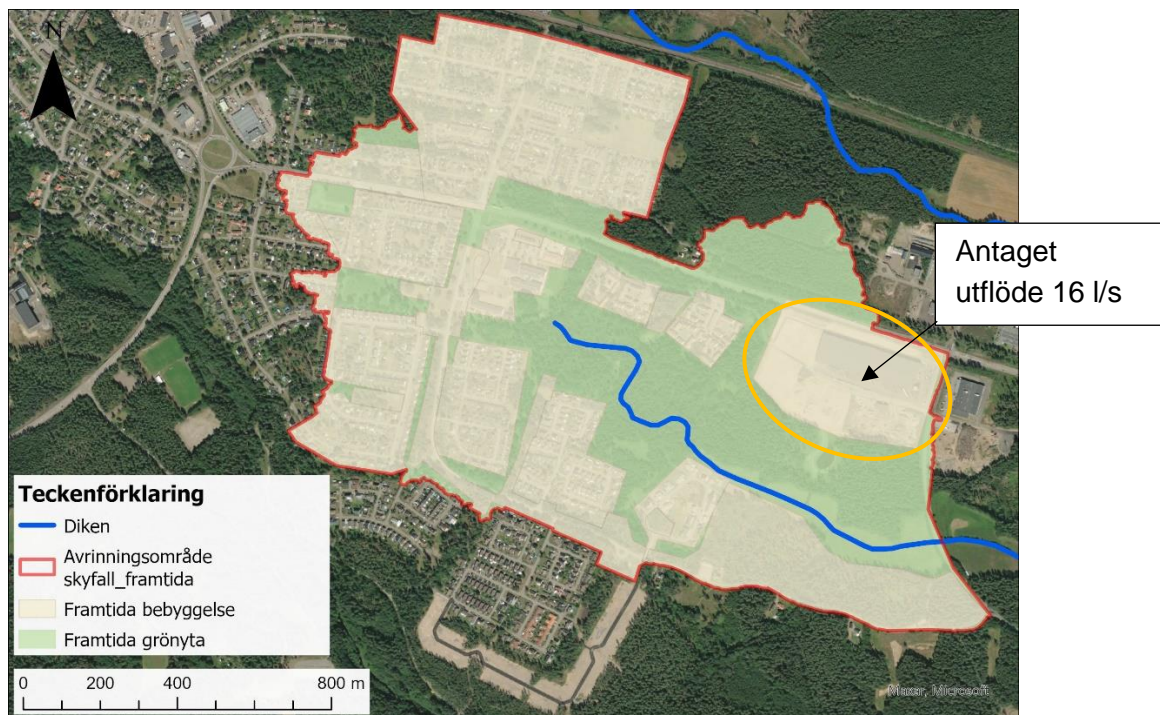 N
Antaget
utflöde 16 l/s
Teckenförklaring
Diken
Avrinningsområde
skyfall_framtida
Framtida bebyggelse
Framtida grönyta
0 200 400 800 m
Maxar, Microsoft